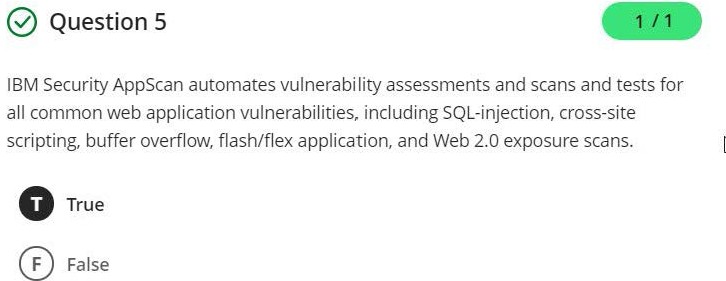 Question 5
1 / 1
IBM Security AppScan automates vulnerability assessments and scans and tests for
all common web application vulnerabilities, including SQL-injection, cross-site
scripting, buffer overflow, flash/flex application, and Web 2.0 exposure scans.
T True
F False